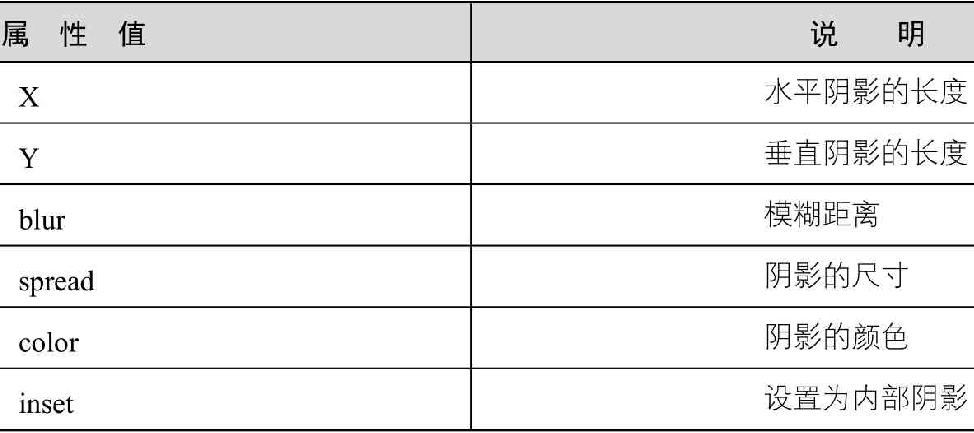 属 性 值 说 明
X 水平阴影的长度
Y 垂直阴影的长度
blur 模糊距离
spread 阴影的尺寸
color 阴影的颜色
inset 设置为内部阴影